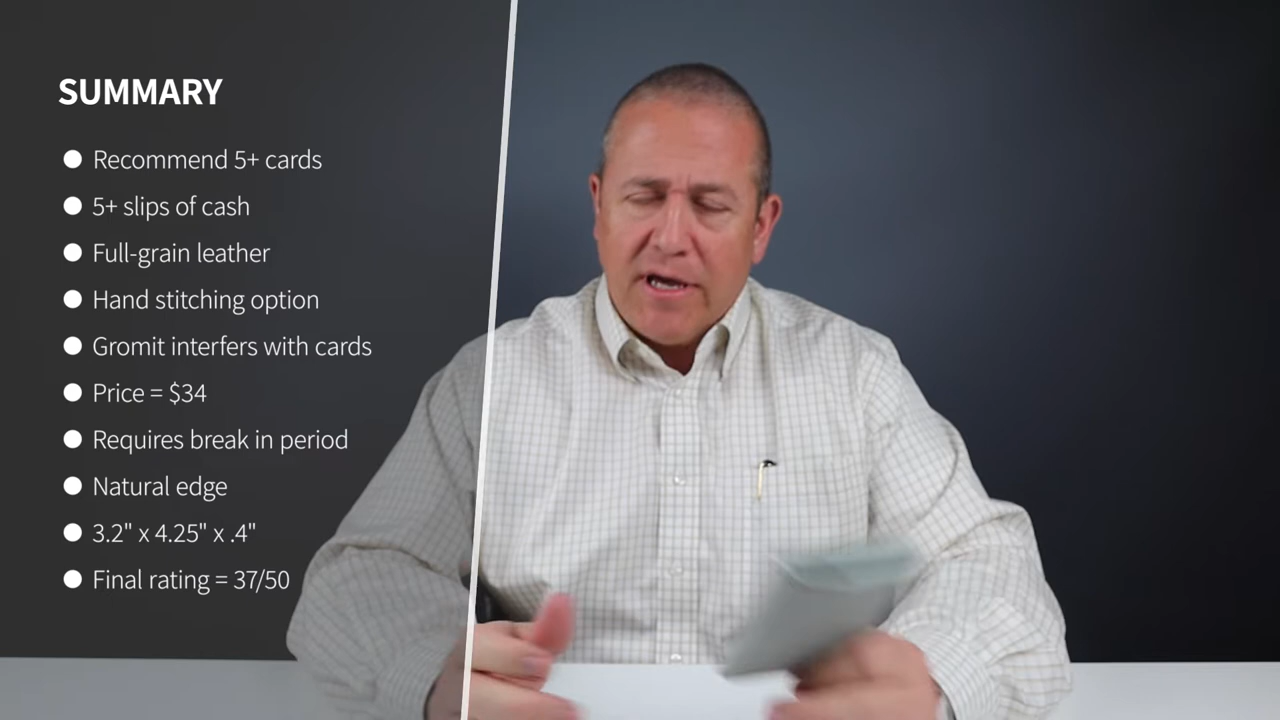 SUMMARY
Recommend 5+ cards
5+ slips of cash
Full-grain leather
Hand stitching option
Gromit interfers with cards
Price = $34
Requires break in period
Natural edge
3.2" x 4.25" x .4"
Final rating = 37/50